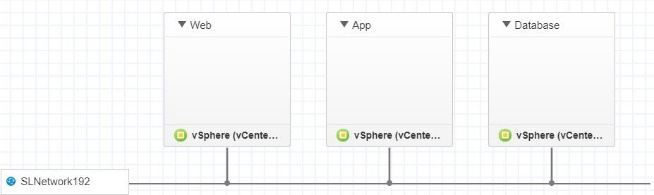 Web
App
Database
vSphere (vCente...
vSphere (vCente...
vSphere (vCente...
SLNetwork192